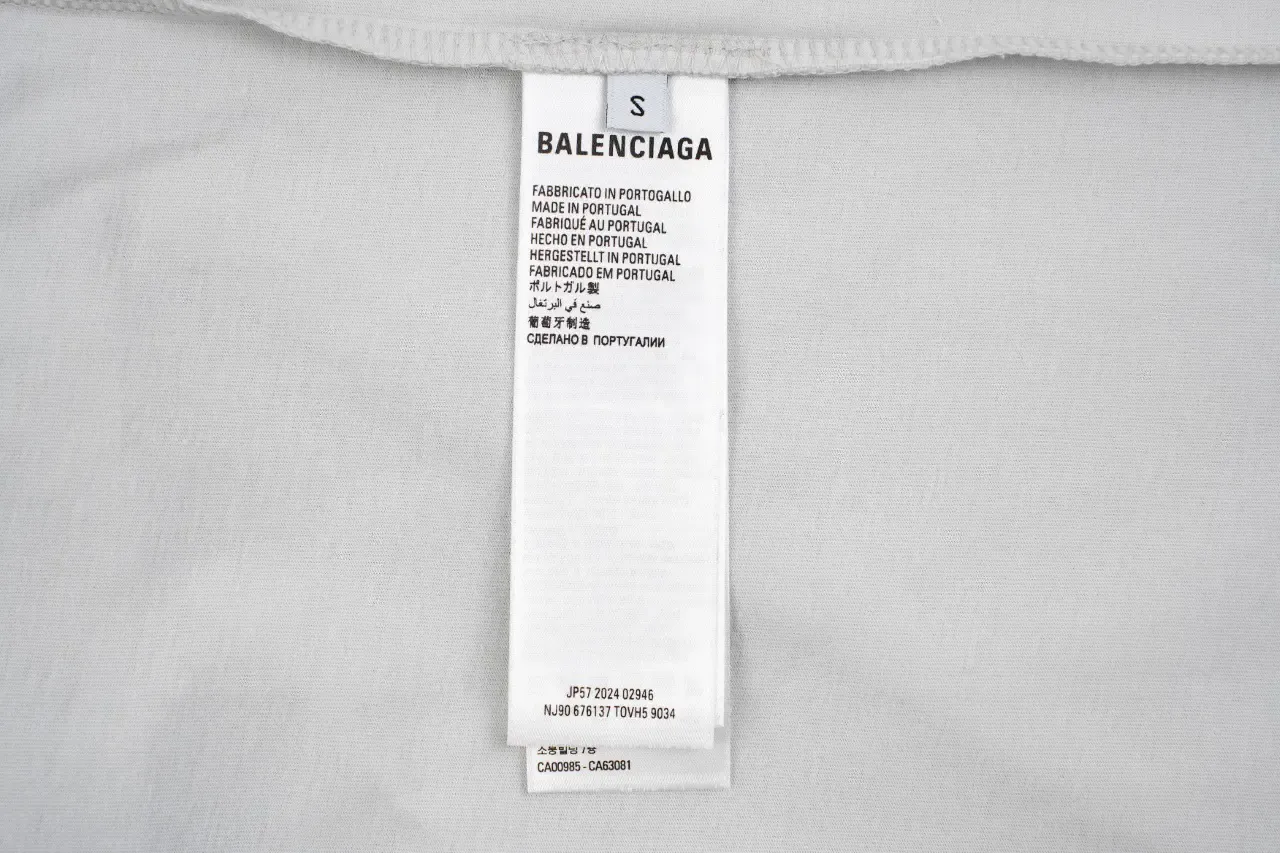 S
BALENCIAGA
FABBRICATO IN PORTOGALLO
MADE IN PORTUGAL
FABRIQUÉ AU PORTUGAL
HECHO EN PORTUGAL
HERGESTELLT IN PORTUGAL
FABRICADO EM PORTUGAL
ポルトガル製
صنع في البرتغال
葡萄牙制造
СДЕЛАНО В ПОРТУГАЛИИ
JP57 2024 02946
NJ90 676137 TOVH5 9034
CA00985 - CA63081